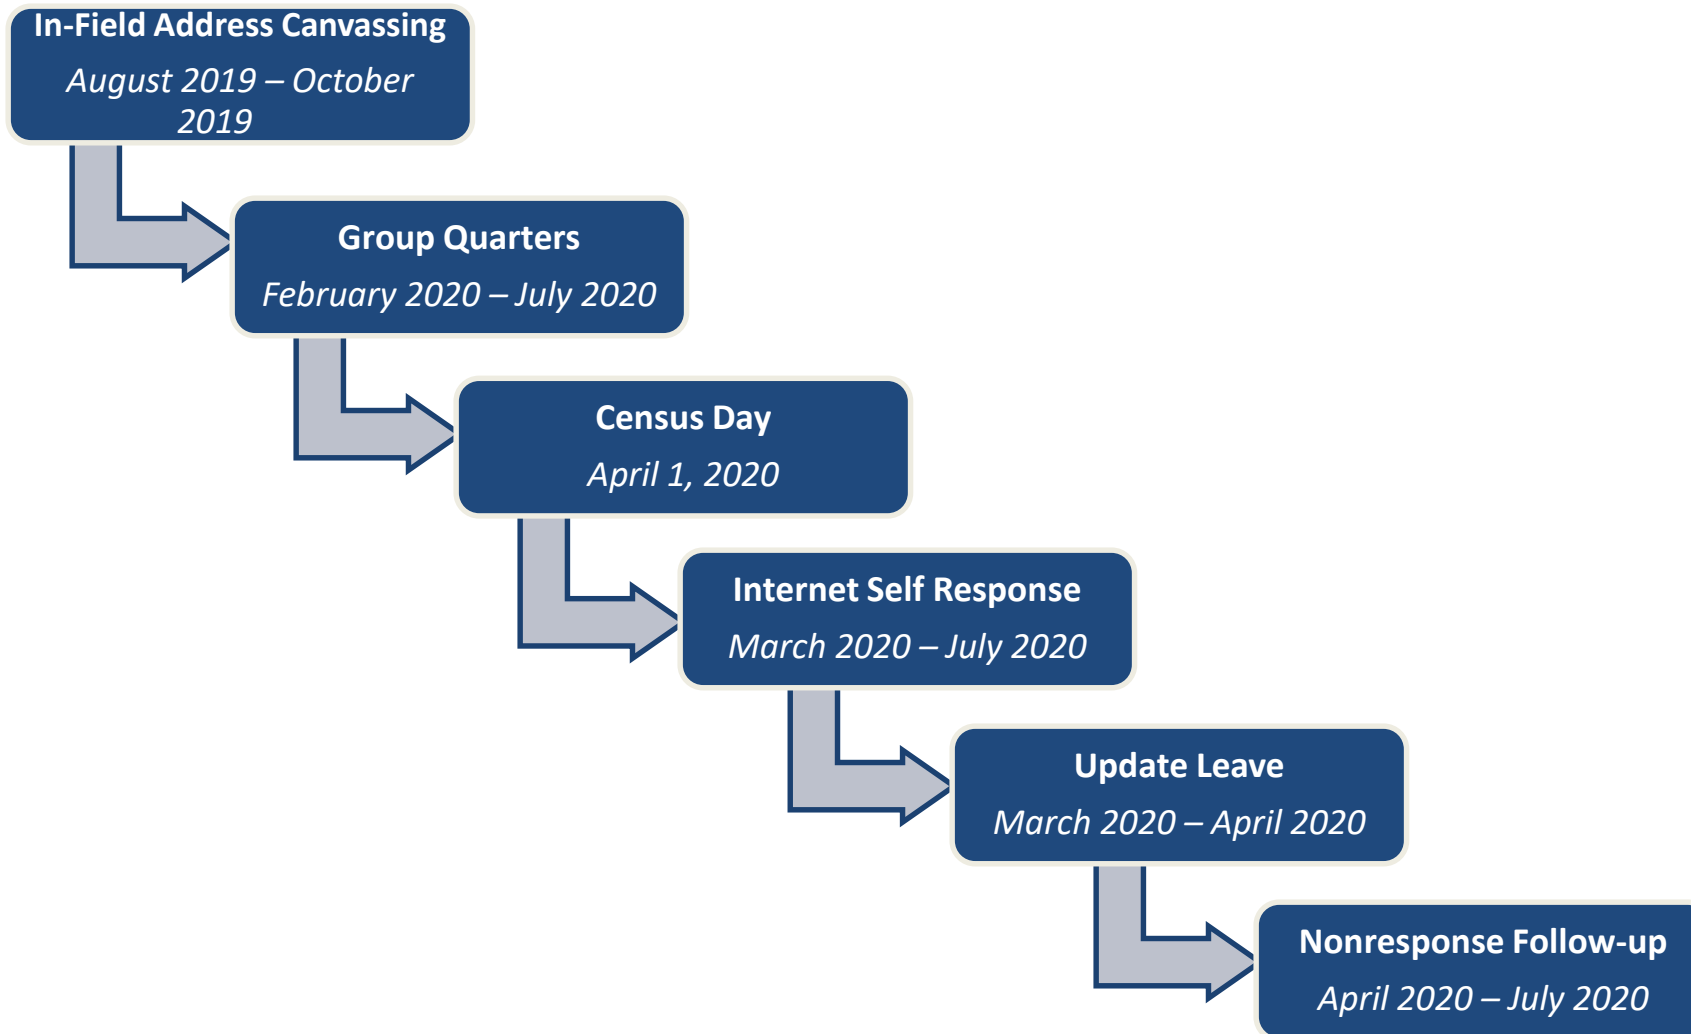 In-Field Address Canvassing
August 2019 – October
2019
Group Quarters
February 2020 – July 2020
Census Day
April 1, 2020
Internet Self Response
March 2020 – July 2020
Update Leave
March 2020 – April 2020
Nonresponse Follow-up
April 2020 – July 2020